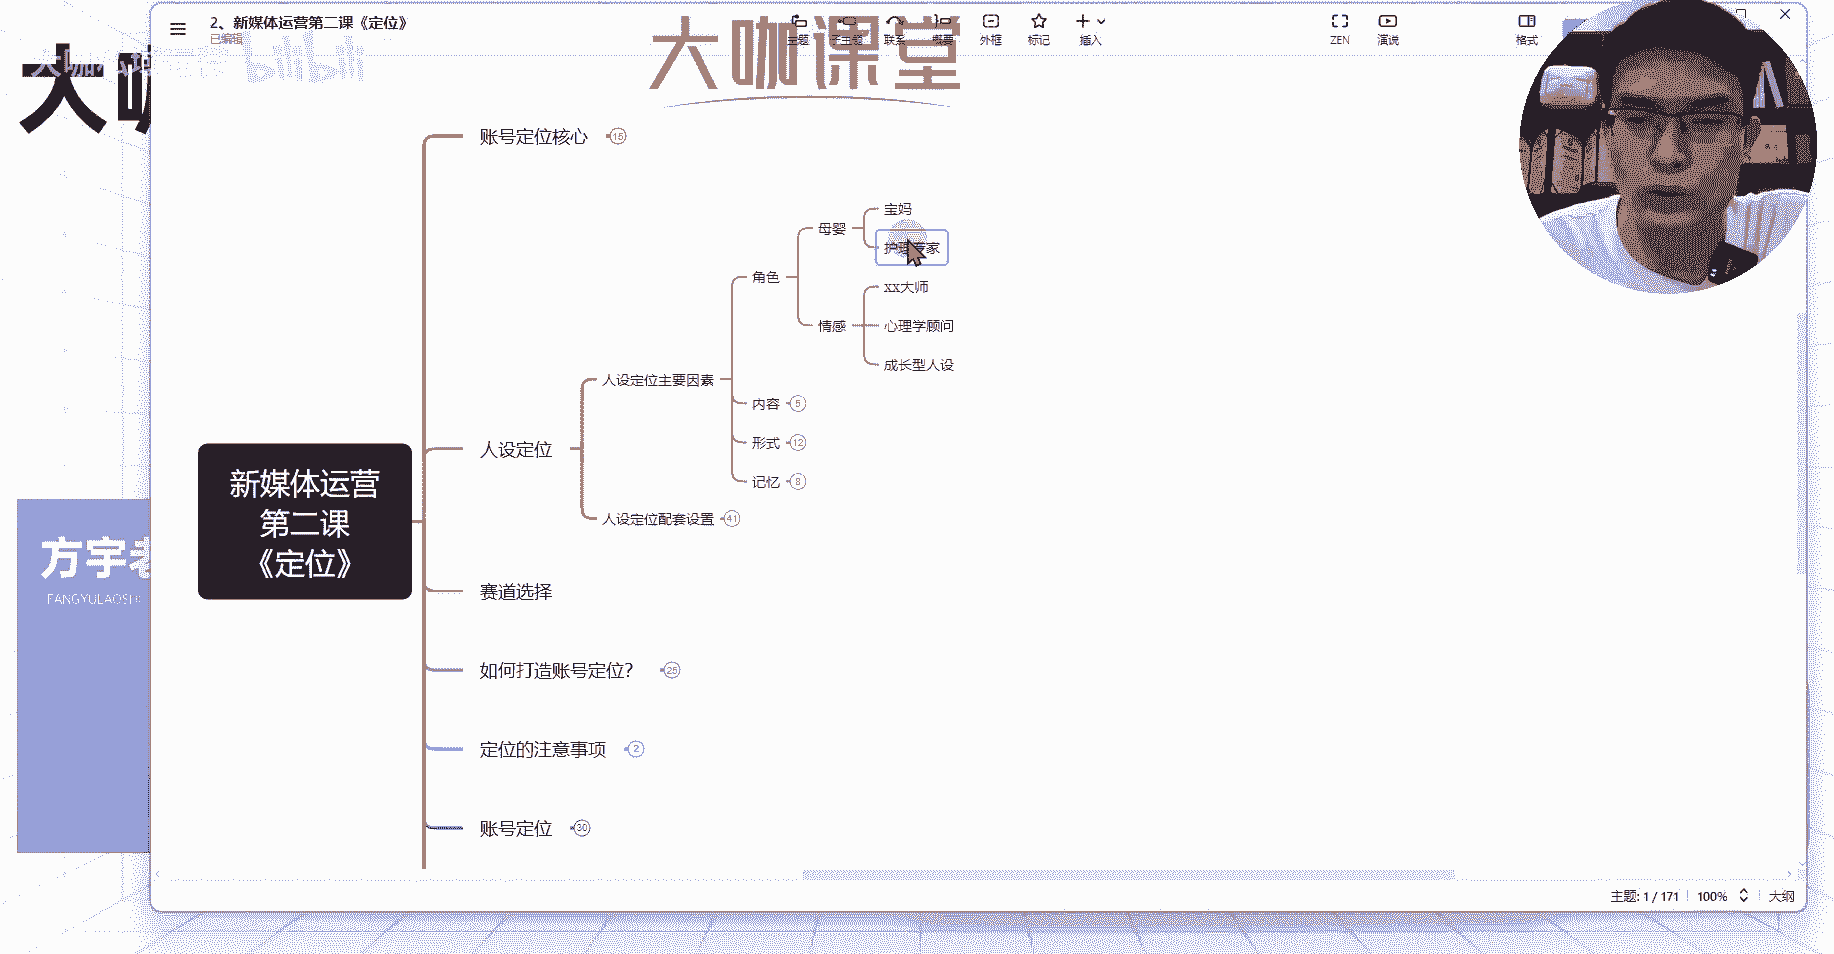 2、新媒体运营第二课《定位》
已编辑
主题
子主题
联系
概要
外框
标记
插入
ZEN
演说
格式
大咖课堂
bilibili
大咖
账号定位核心 15
宝妈
母婴
护理专家
角色
xx大师
情感
心理学顾问
成长型人设
人设定位主要因素
内容 5
形式 12
人设定位
记忆 8
人设定位配套设置 41
新媒体运营
第二课
《定位》
赛道选择
方宇老
FANGYULAOSHI
如何打造账号定位? 25
定位的注意事项 2
账号定位 30
主题: 1 / 171
100%
大纲